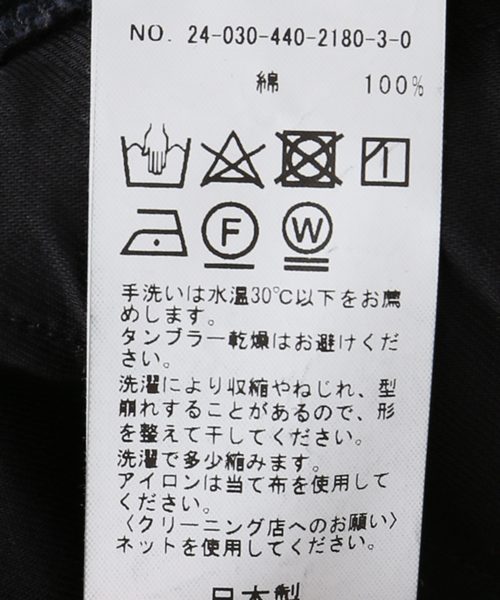 NO. 24-030-440-2180-3-0
綿 100%
F W
手洗いは水温30℃以下をお薦
めします。
タンブラー乾燥はお避けくだ
さい。
洗濯により収縮やねじれ、型
崩れすることがあるので、形
を整えて干してください。
洗濯で多少縮みます。
アイロンは当て布を使用して
ください。
〈クリーニング店へのお願い〉
ネットを使用してください。
日本製